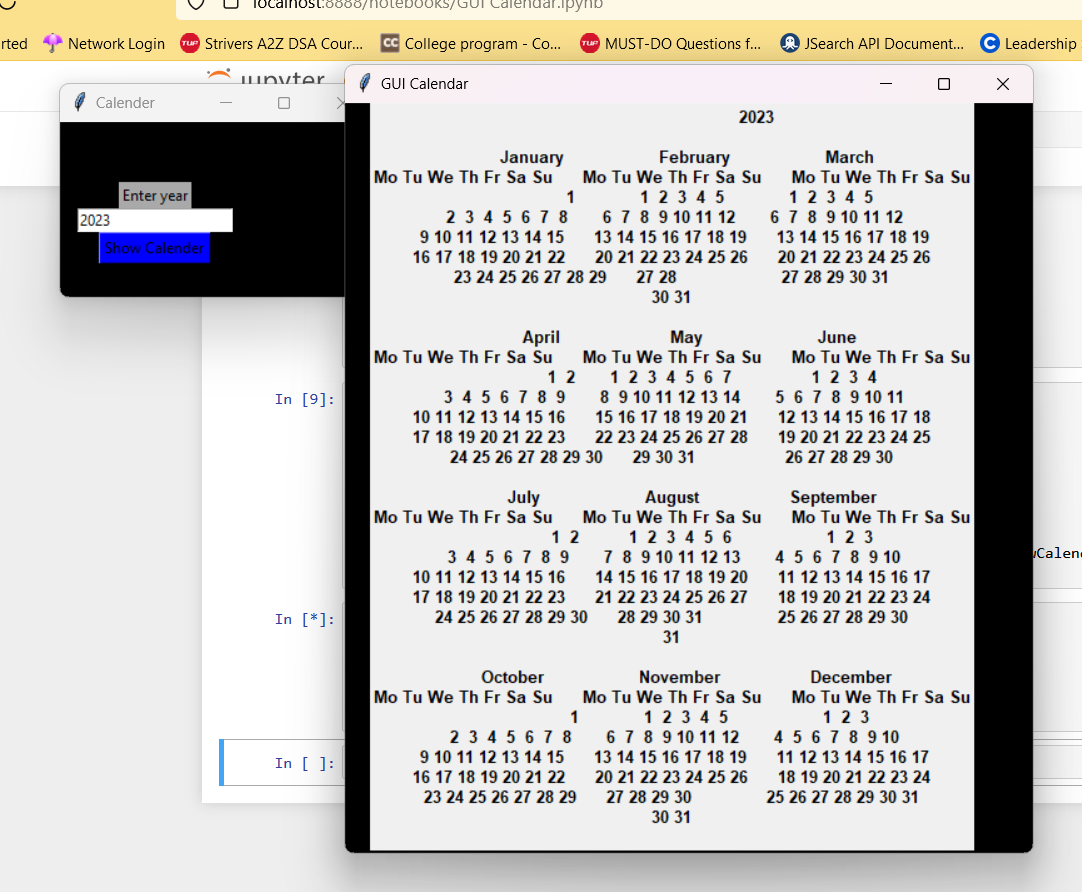 localhost:8888/notebooks/GUI Calendar.ipynb
rted Network Login TUF Strivers A2Z DSA Cour... CC College program - Co... TUF MUST-DO Questions f... JSearch API Document... C Leadership
jupyter
Calender
GUI Calendar
Enter year
2023
Show Calender
2023
January February March
Mo Tu We Th Fr Sa Su Mo Tu We Th Fr Sa Su Mo Tu We Th Fr Sa Su
1 1 2 3 4 5 1 2 3 4 5
2 3 4 5 6 7 8 6 7 8 9 10 11 12 6 7 8 9 10 11 12
9 10 11 12 13 14 15 13 14 15 16 17 18 19 13 14 15 16 17 18 19
16 17 18 19 20 21 22 20 21 22 23 24 25 26 20 21 22 23 24 25 26
23 24 25 26 27 28 29 27 28 27 28 29 30 31
30 31
April May June
Mo Tu We Th Fr Sa Su Mo Tu We Th Fr Sa Su Mo Tu We Th Fr Sa Su
1 2 1 2 3 4 5 6 7 1 2 3 4
3 4 5 6 7 8 9 8 9 10 11 12 13 14 5 6 7 8 9 10 11
10 11 12 13 14 15 16 15 16 17 18 19 20 21 12 13 14 15 16 17 18
17 18 19 20 21 22 23 22 23 24 25 26 27 28 19 20 21 22 23 24 25
24 25 26 27 28 29 30 29 30 31 26 27 28 29 30
July August September
Mo Tu We Th Fr Sa Su Mo Tu We Th Fr Sa Su Mo Tu We Th Fr Sa Su
1 2 1 2 3 4 5 6 1 2 3
3 4 5 6 7 8 9 7 8 9 10 11 12 13 4 5 6 7 8 9 10
10 11 12 13 14 15 16 14 15 16 17 18 19 20 11 12 13 14 15 16 17
17 18 19 20 21 22 23 21 22 23 24 25 26 27 18 19 20 21 22 23 24
24 25 26 27 28 29 30 28 29 30 31 25 26 27 28 29 30
31
October November December
Mo Tu We Th Fr Sa Su Mo Tu We Th Fr Sa Su Mo Tu We Th Fr Sa Su
1 1 2 3 4 5 1 2 3
2 3 4 5 6 7 8 6 7 8 9 10 11 12 4 5 6 7 8 9 10
9 10 11 12 13 14 15 13 14 15 16 17 18 19 11 12 13 14 15 16 17
16 17 18 19 20 21 22 20 21 22 23 24 25 26 18 19 20 21 22 23 24
23 24 25 26 27 28 29 27 28 29 30 25 26 27 28 29 30 31
30 31
In [9]:
wCalen
In [*]:
In [ ]: